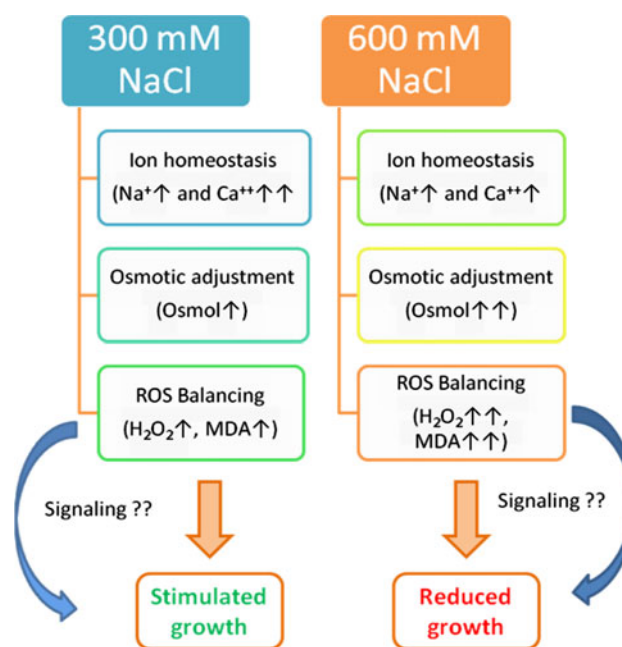 300 mM
NaCl
Ion homeostasis
(Na⁺↑ and Ca⁺⁺↑↑
Osmotic adjustment
(Osmol↑)
ROS Balancing
(H₂O₂↑, MDA↑)
Signaling ??
Stimulated
growth
600 mM
NaCl
Ion homeostasis
(Na⁺↑ and Ca⁺⁺↑
Osmotic adjustment
(Osmol↑↑)
ROS Balancing
(H₂O₂↑↑,
MDA↑↑)
Signaling ??
Reduced
growth